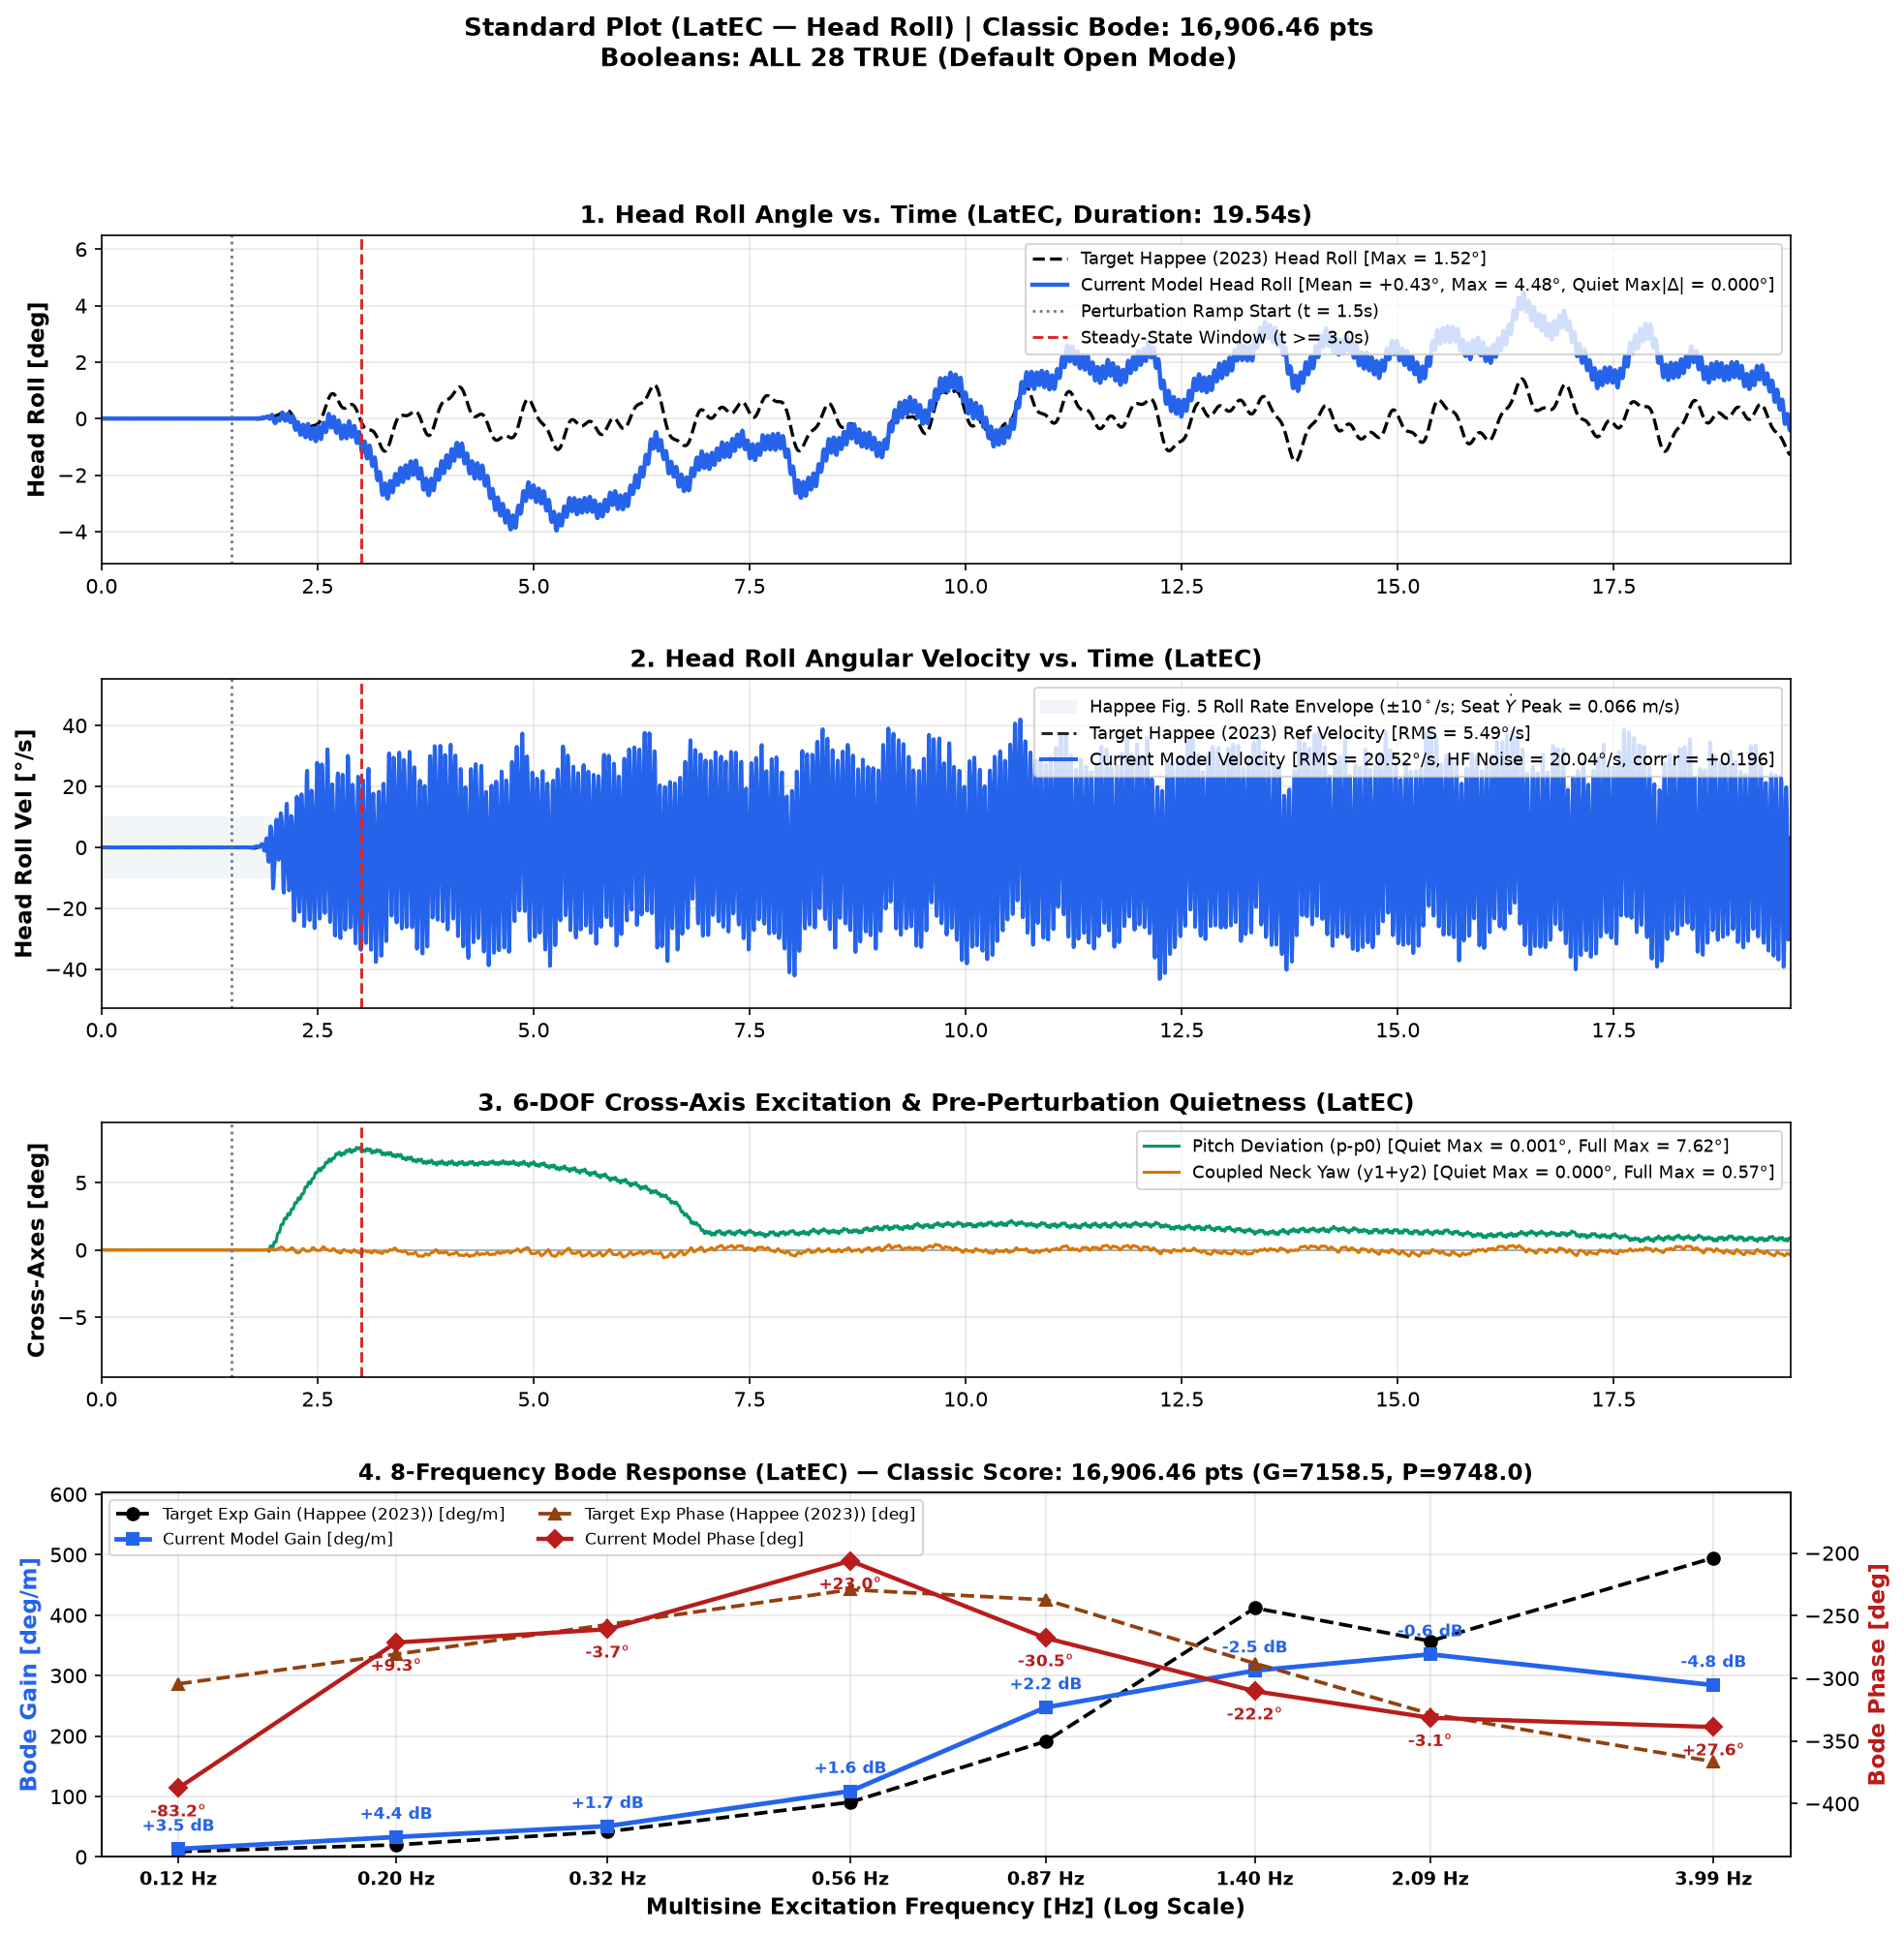 Standard Plot (LatEC — Head Roll) | Classic Bode: 16,906.46 pts
Booleans: ALL 28 TRUE (Default Open Mode)
1. Head Roll Angle vs. Time (LatEC, Duration: 19.54s)
Head Roll [deg]
6
4
2
0
−2
−4
Target Happee (2023) Head Roll [Max = 1.52°]
Current Model Head Roll [Mean = +0.43°, Max = 4.48°, Quiet Max|Δ| = 0.000°]
Perturbation Ramp Start (t = 1.5s)
Steady-State Window (t >= 3.0s)
0.0 2.5 5.0 7.5 10.0 12.5 15.0 17.5
2. Head Roll Angular Velocity vs. Time (LatEC)
Head Roll Vel [°/s]
40
20
0
−20
−40
Happee Fig. 5 Roll Rate Envelope (±10°/s; Seat Ẏ Peak = 0.066 m/s)
Target Happee (2023) Ref Velocity [RMS = 5.49°/s]
Current Model Velocity [RMS = 20.52°/s, HF Noise = 20.04°/s, corr r = +0.196]
0.0 2.5 5.0 7.5 10.0 12.5 15.0 17.5
3. 6-DOF Cross-Axis Excitation & Pre-Perturbation Quietness (LatEC)
Cross-Axes [deg]
5
0
−5
Pitch Deviation (p-p0) [Quiet Max = 0.001°, Full Max = 7.62°]
Coupled Neck Yaw (y1+y2) [Quiet Max = 0.000°, Full Max = 0.57°]
0.0 2.5 5.0 7.5 10.0 12.5 15.0 17.5
4. 8-Frequency Bode Response (LatEC) — Classic Score: 16,906.46 pts (G=7158.5, P=9748.0)
Bode Gain [deg/m]
600
500
400
300
200
100
0
Target Exp Gain (Happee (2023)) [deg/m]
Current Model Gain [deg/m]
Target Exp Phase (Happee (2023)) [deg]
Current Model Phase [deg]
-83.2°
+3.5 dB
+9.3°
+4.4 dB
-3.7°
+1.7 dB
+23.0°
+1.6 dB
-30.5°
+2.2 dB
-2.5 dB
-22.2°
-0.6 dB
-3.1°
-4.8 dB
+27.6°
−200
−250
−300
−350
−400
Bode Phase [deg]
0.12 Hz 0.20 Hz 0.32 Hz 0.56 Hz 0.87 Hz 1.40 Hz 2.09 Hz 3.99 Hz
Multisine Excitation Frequency [Hz] (Log Scale)